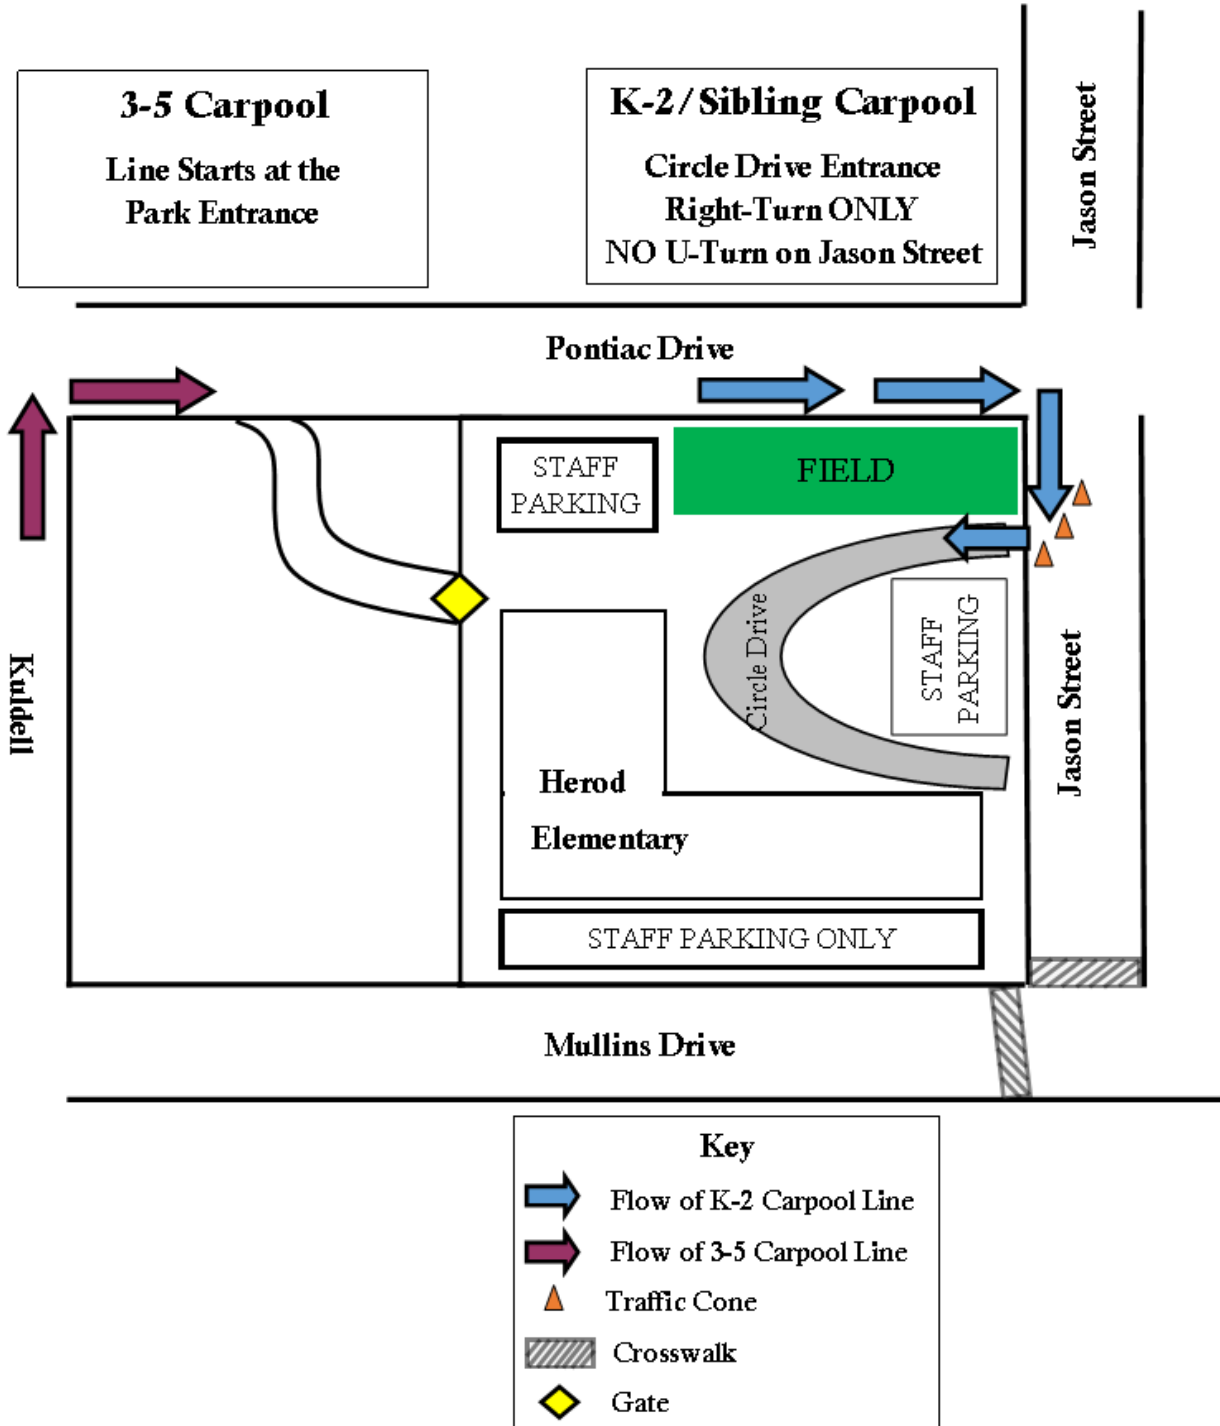 3-5 Carpool
Line Starts at the
Park Entrance
K-2/Sibling Carpool
Circle Drive Entrance
Right-Turn ONLY
NO U-Turn on Jason Street
Jason Street
Pontiac Drive
STAFF
PARKING
FIELD
Circle Drive
STAFF
PARKING
Kuldell
Jason Street
Herod
Elementary
STAFF PARKING ONLY
Mullins Drive
Key
Flow of K-2 Carpool Line
Flow of 3-5 Carpool Line
Traffic Cone
Crosswalk
Gate